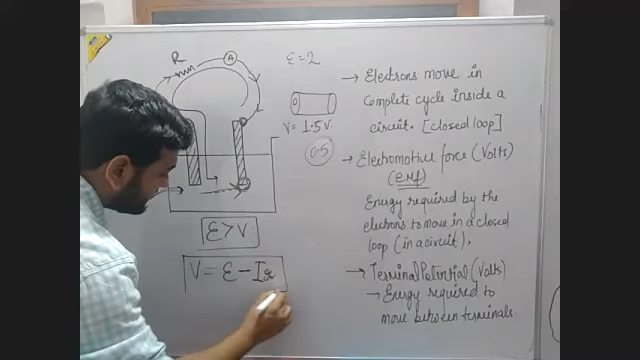 R
A
ε = 2
V = 1.5 V.
0.5
ε > V
V = ε - Ir
→ Electrons move in
complete cycle inside a
circuit. [closed loop]
→ Electromotive force (Volts)
(emf)
Energy required by the
electrons to move in a closed
loop (in a circuit).
→ Terminal Potential (Volts)
→ Energy required to
move between terminals.